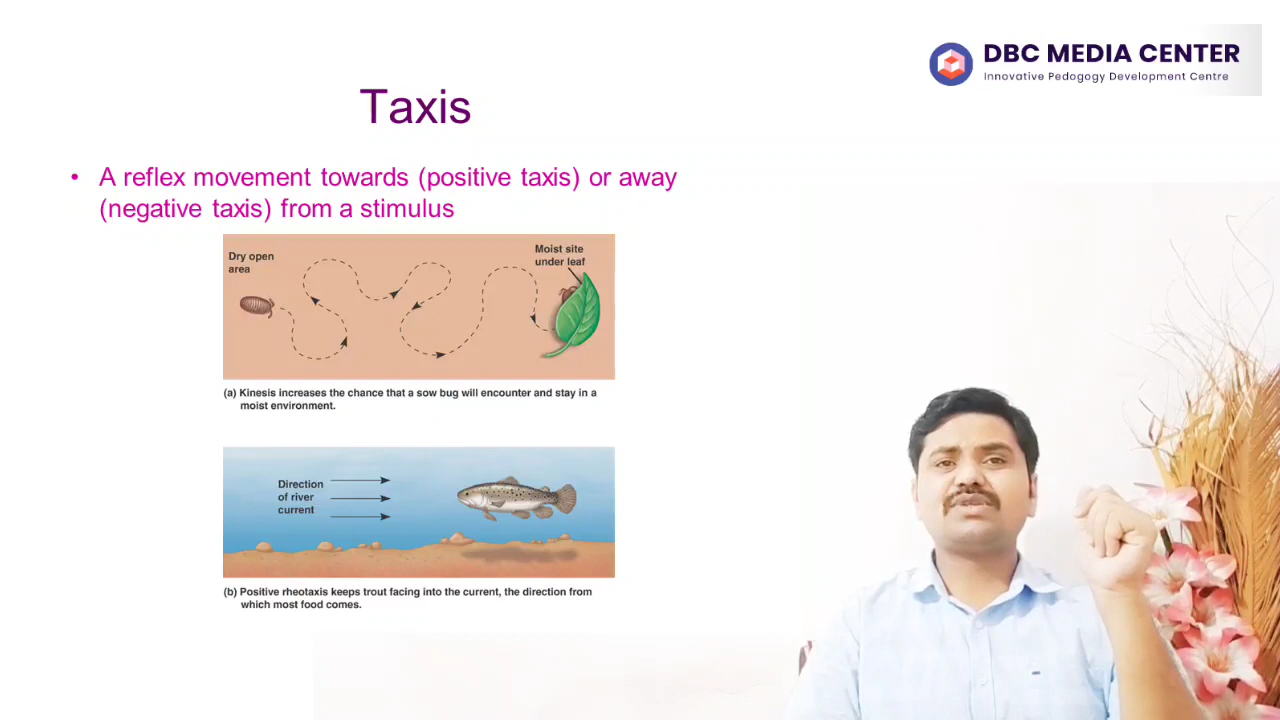 DBC MEDIA CENTER
Innovative Pedogogy Development Centre
Taxis
• A reflex movement towards (positive taxis) or away
(negative taxis) from a stimulus
Dry open
area
Moist site
under leaf
(a) Kinesis increases the chance that a sow bug will encounter and stay in a
moist environment.
Direction
of river
current
(b) Positive rheotaxis keeps trout facing into the current, the direction from
which most food comes.